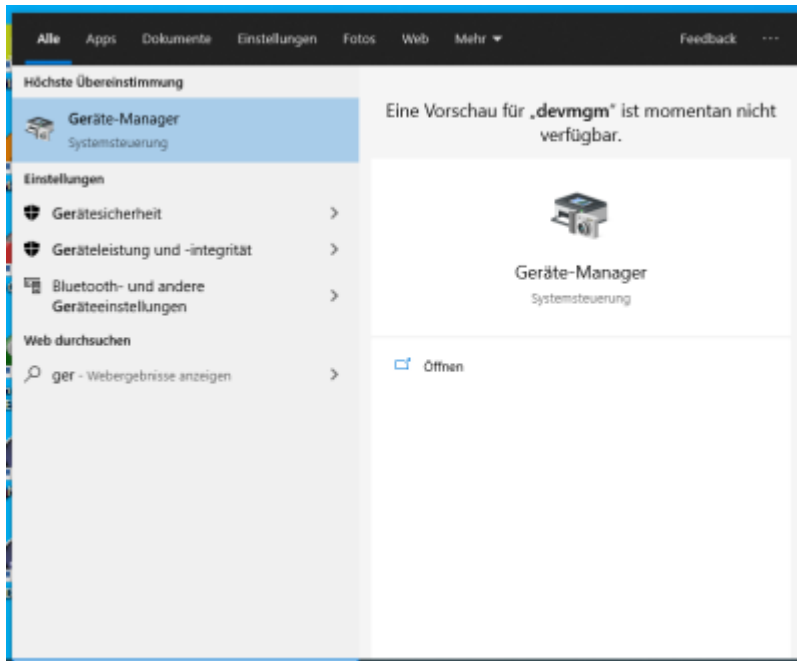 Alle Apps Dokumente Einstellungen Fotos Web Mehr Feedback
Höchste Übereinstimmung
Geräte-Manager
Systemsteuerung
Einstellungen
Gerätesicherheit
Geräteleistung und -integrität
Bluetooth- und andere
Geräteeinstellungen
Web durchsuchen
ger - Webergebnisse anzeigen
Eine Vorschau für „devmgm" ist momentan nicht
verfügbar.
Geräte-Manager
Systemsteuerung
Öffnen